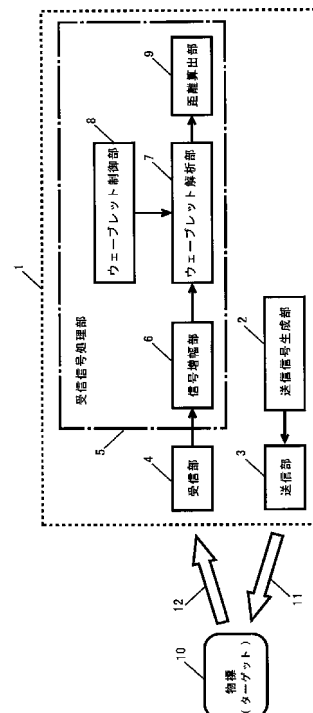 1
受信信号処理部
8
ウェーブレット制御部
9
距離算出部
7
ウェーブレット解析部
6
信号増幅部
5
4
受信部
2
送信信号生成部
3
送信部
12
11
10
物標
(ターゲット)